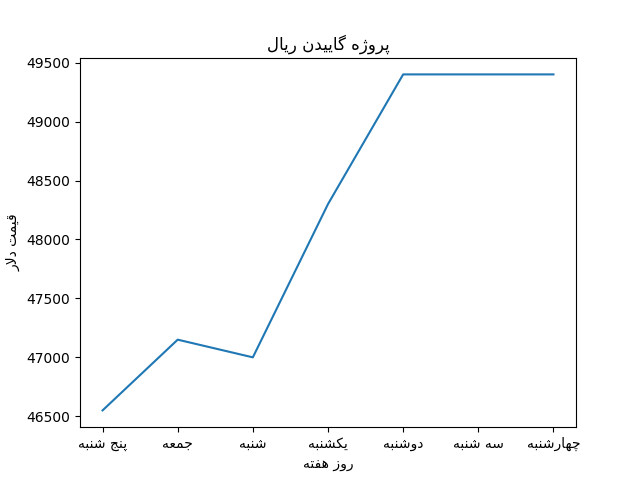 پروژه گاییدن ریال
49500
49000
48500
48000
47500
47000
46500
قیمت دلار
پنج شنبه جمعه شنبه یکشنبه دوشنبه سه شنبه چهارشنبه
روز هفته